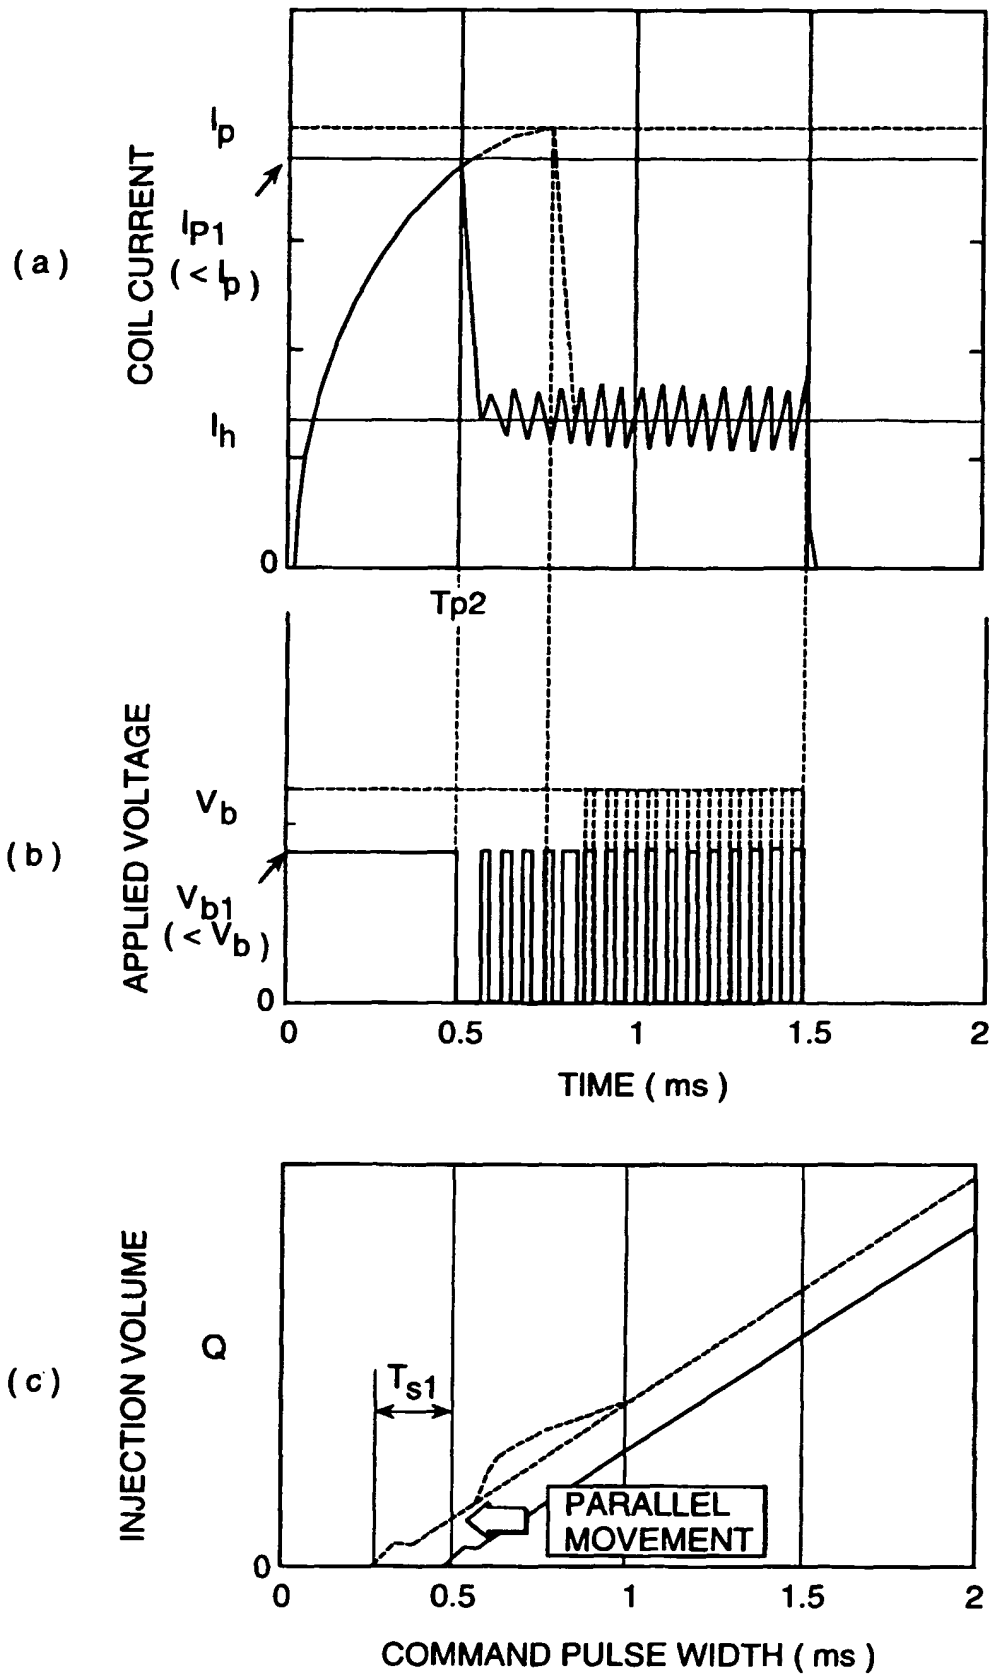 (a)
COIL CURRENT
Ip
IP1
(< Ip)
Ih
0
Tp2
(b)
APPLIED VOLTAGE
Vb
Vb1
(< Vb)
0
0 0.5 1 1.5 2
TIME ( ms )
(c)
INJECTION VOLUME
Q
Ts1
PARALLEL
MOVEMENT
0
0 0.5 1 1.5 2
COMMAND PULSE WIDTH ( ms )